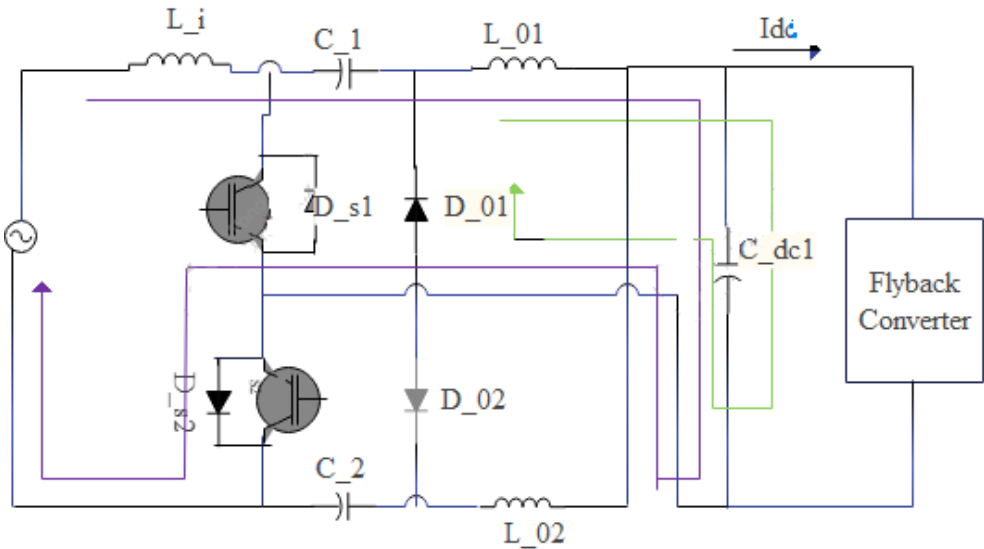 L_i
C_1
L_01
Idc
D_s1
D_01
C_dc1
Flyback
Converter
D_s2
D_02
C_2
L_02